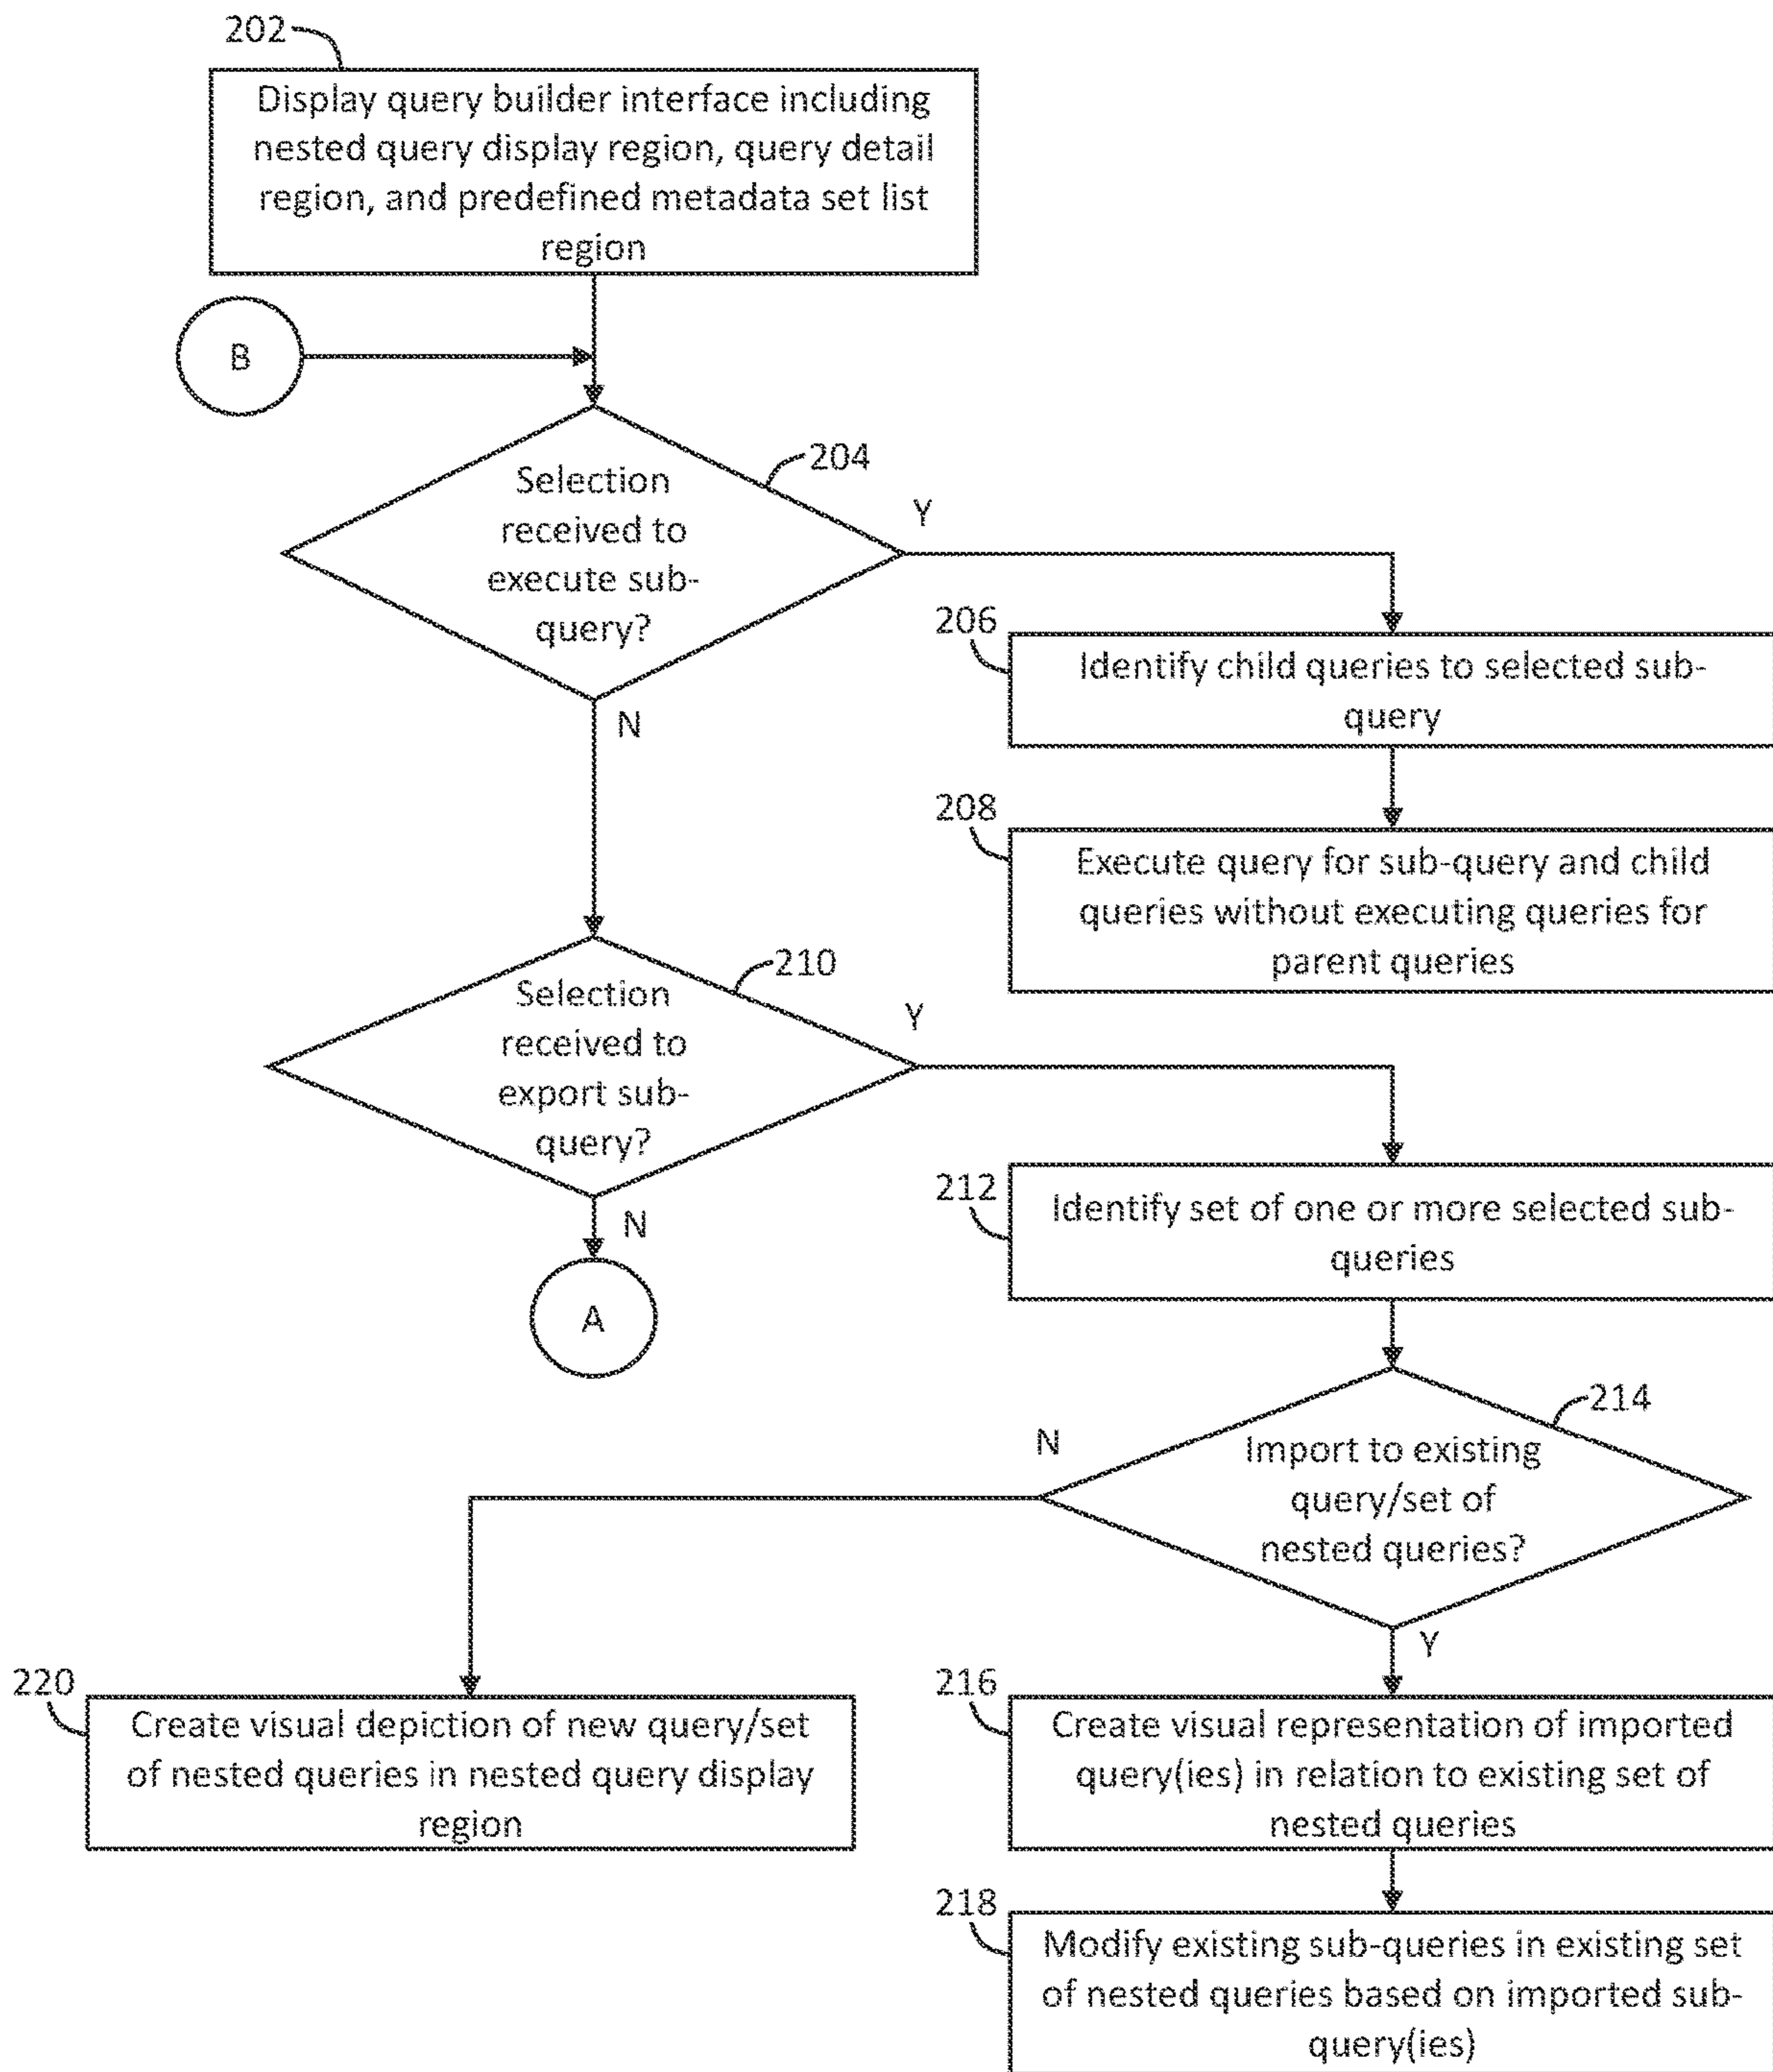 202
Display query builder interface including
nested query display region, query detail
region, and predefined metadata set list
region
B
204
Selection
received to
execute sub-
query?
Y
N
206
Identify child queries to selected sub-
query
208
Execute query for sub-query and child
queries without executing queries for
parent queries
210
Selection
received to
export sub-
query?
Y
N
A
212
Identify set of one or more selected sub-
queries
214
Import to existing
query/set of
nested queries?
N
Y
220
Create visual depiction of new query/set
of nested queries in nested query display
region
216
Create visual representation of imported
query(ies) in relation to existing set of
nested queries
218
Modify existing sub-queries in existing set
of nested queries based on imported sub-
query(ies)